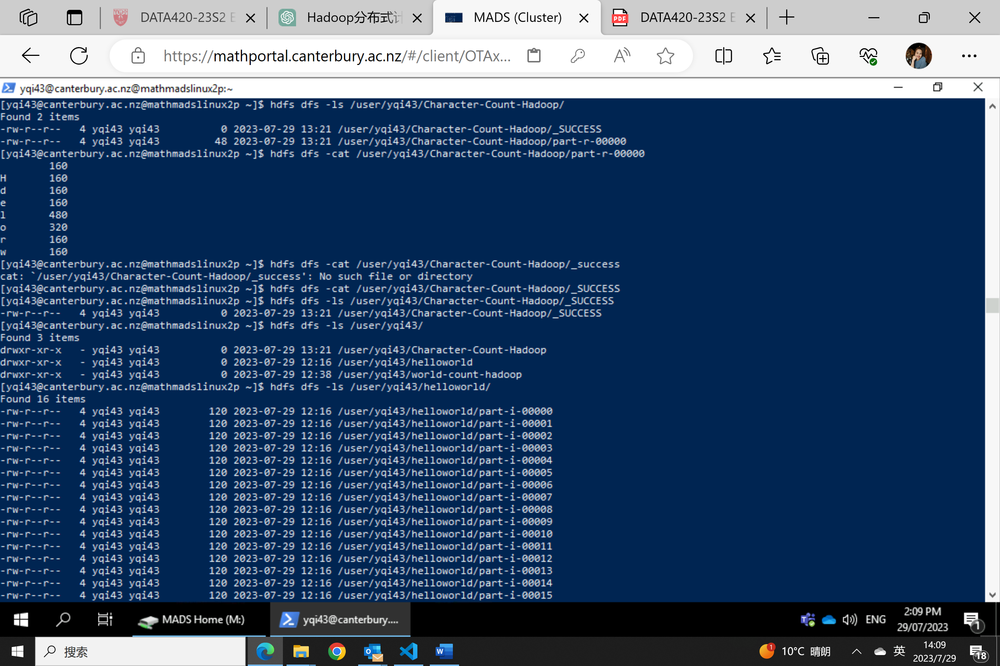 DATA420-23S2 E
Hadoop分布式计
MADS (Cluster)
PDF
DATA420-23S2 E
https://mathportal.canterbury.ac.nz/#/client/OTAx...
yqi43@canterbury.ac.nz@mathmadslinux2p:~
[yqi43@canterbury.ac.nz@mathmadslinux2p ~]$ hdfs dfs -ls /user/yqi43/Character-Count-Hadoop/
Found 2 items
-rw-r--r--   4 yqi43 yqi43          0 2023-07-29 13:21 /user/yqi43/Character-Count-Hadoop/_SUCCESS
-rw-r--r--   4 yqi43 yqi43         48 2023-07-29 13:21 /user/yqi43/Character-Count-Hadoop/part-r-00000
[yqi43@canterbury.ac.nz@mathmadslinux2p ~]$ hdfs dfs -cat /user/yqi43/Character-Count-Hadoop/part-r-00000
        160
H       160
d       160
e       160
l       480
o       320
r       160
w       160
[yqi43@canterbury.ac.nz@mathmadslinux2p ~]$ hdfs dfs -cat /user/yqi43/Character-Count-Hadoop/_success
cat: `/user/yqi43/Character-Count-Hadoop/_success': No such file or directory
[yqi43@canterbury.ac.nz@mathmadslinux2p ~]$ hdfs dfs -cat /user/yqi43/Character-Count-Hadoop/_SUCCESS
[yqi43@canterbury.ac.nz@mathmadslinux2p ~]$ hdfs dfs -ls /user/yqi43/Character-Count-Hadoop/_SUCCESS
-rw-r--r--   4 yqi43 yqi43          0 2023-07-29 13:21 /user/yqi43/Character-Count-Hadoop/_SUCCESS
[yqi43@canterbury.ac.nz@mathmadslinux2p ~]$ hdfs dfs -ls /user/yqi43/
Found 3 items
drwxr-xr-x   - yqi43 yqi43          0 2023-07-29 13:21 /user/yqi43/Character-Count-Hadoop
drwxr-xr-x   - yqi43 yqi43          0 2023-07-29 12:16 /user/yqi43/helloworld
drwxr-xr-x   - yqi43 yqi43          0 2023-07-29 12:38 /user/yqi43/world-count-hadoop
[yqi43@canterbury.ac.nz@mathmadslinux2p ~]$ hdfs dfs -ls /user/yqi43/helloworld/
Found 16 items
-rw-r--r--   4 yqi43 yqi43        120 2023-07-29 12:16 /user/yqi43/helloworld/part-i-00000
-rw-r--r--   4 yqi43 yqi43        120 2023-07-29 12:16 /user/yqi43/helloworld/part-i-00001
-rw-r--r--   4 yqi43 yqi43        120 2023-07-29 12:16 /user/yqi43/helloworld/part-i-00002
-rw-r--r--   4 yqi43 yqi43        120 2023-07-29 12:16 /user/yqi43/helloworld/part-i-00003
-rw-r--r--   4 yqi43 yqi43        120 2023-07-29 12:16 /user/yqi43/helloworld/part-i-00004
-rw-r--r--   4 yqi43 yqi43        120 2023-07-29 12:16 /user/yqi43/helloworld/part-i-00005
-rw-r--r--   4 yqi43 yqi43        120 2023-07-29 12:16 /user/yqi43/helloworld/part-i-00006
-rw-r--r--   4 yqi43 yqi43        120 2023-07-29 12:16 /user/yqi43/helloworld/part-i-00007
-rw-r--r--   4 yqi43 yqi43        120 2023-07-29 12:16 /user/yqi43/helloworld/part-i-00008
-rw-r--r--   4 yqi43 yqi43        120 2023-07-29 12:16 /user/yqi43/helloworld/part-i-00009
-rw-r--r--   4 yqi43 yqi43        120 2023-07-29 12:16 /user/yqi43/helloworld/part-i-00010
-rw-r--r--   4 yqi43 yqi43        120 2023-07-29 12:16 /user/yqi43/helloworld/part-i-00011
-rw-r--r--   4 yqi43 yqi43        120 2023-07-29 12:16 /user/yqi43/helloworld/part-i-00012
-rw-r--r--   4 yqi43 yqi43        120 2023-07-29 12:16 /user/yqi43/helloworld/part-i-00013
-rw-r--r--   4 yqi43 yqi43        120 2023-07-29 12:16 /user/yqi43/helloworld/part-i-00014
-rw-r--r--   4 yqi43 yqi43        120 2023-07-29 12:16 /user/yqi43/helloworld/part-i-00015
MADS Home (M:)
yqi43@canterbury....
ENG
2:09 PM
29/07/2023
1
搜索
1
10°C 晴朗
英
14:09
2023/7/29
18